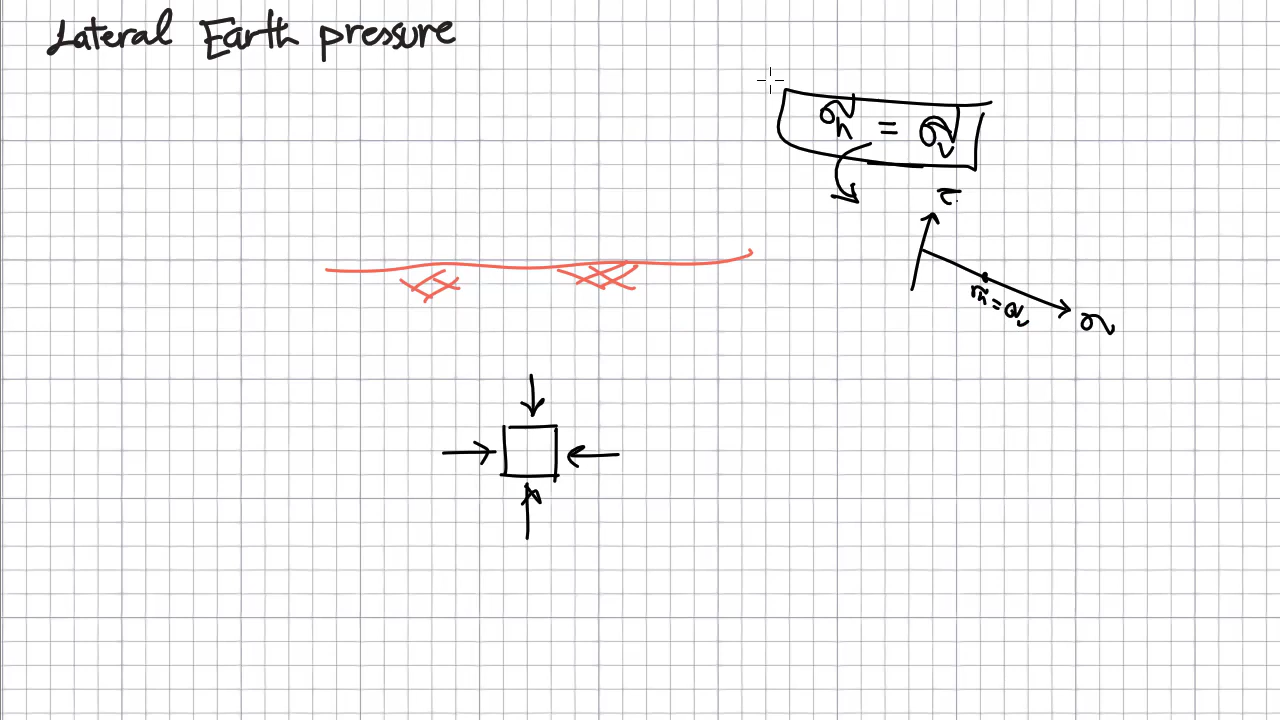 Lateral Earth pressure
σh = σv
τ
σh = σv
σ